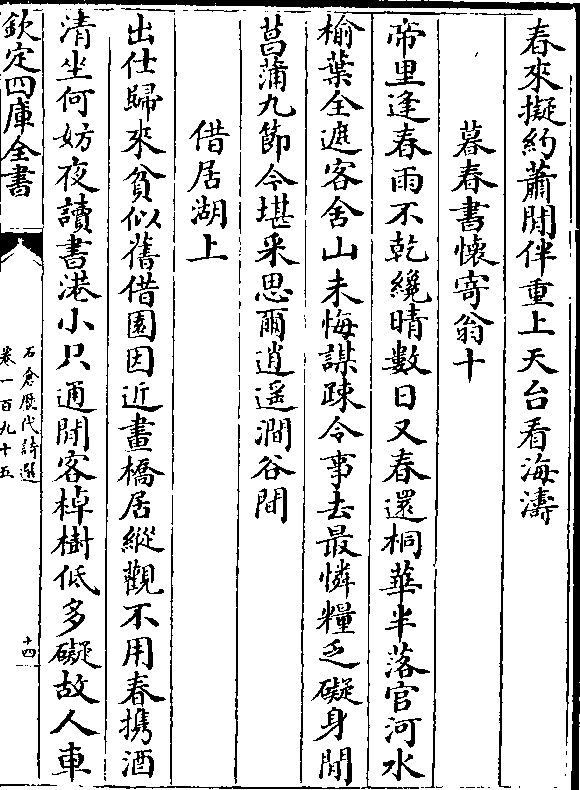 春來擬約蕭閒伴重上天台看海濤
暮春書懷寄翁十
帝里逢春雨不乾纔晴數日又春還桐華半落官河水
榆葉全遮客舍山未悔謀疎令事去最憐糧乏礙身閒
菖蒲九節今堪采思爾逍遥澗谷間
借居湖上
出仕歸來貧似舊借園因近畫橋居縱觀不用春携酒
清坐何妨夜讀書港小只通閒客棹樹低多礙故人車
欽定四庫全書
石倉歷代詩選
卷一百九十五
十四